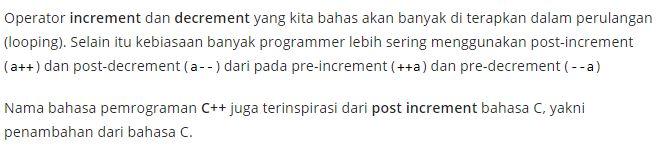 Operator increment dan decrement yang kita bahas akan banyak di terapkan dalam perulangan
(looping). Selain itu kebiasaan banyak programmer lebih sering menggunakan post-increment
(a++) dan post-decrement (a--) dari pada pre-increment (++a) dan pre-decrement (--a)
Nama bahasa pemrograman C++ juga terinspirasi dari post increment bahasa C, yakni
penambahan dari bahasa C.